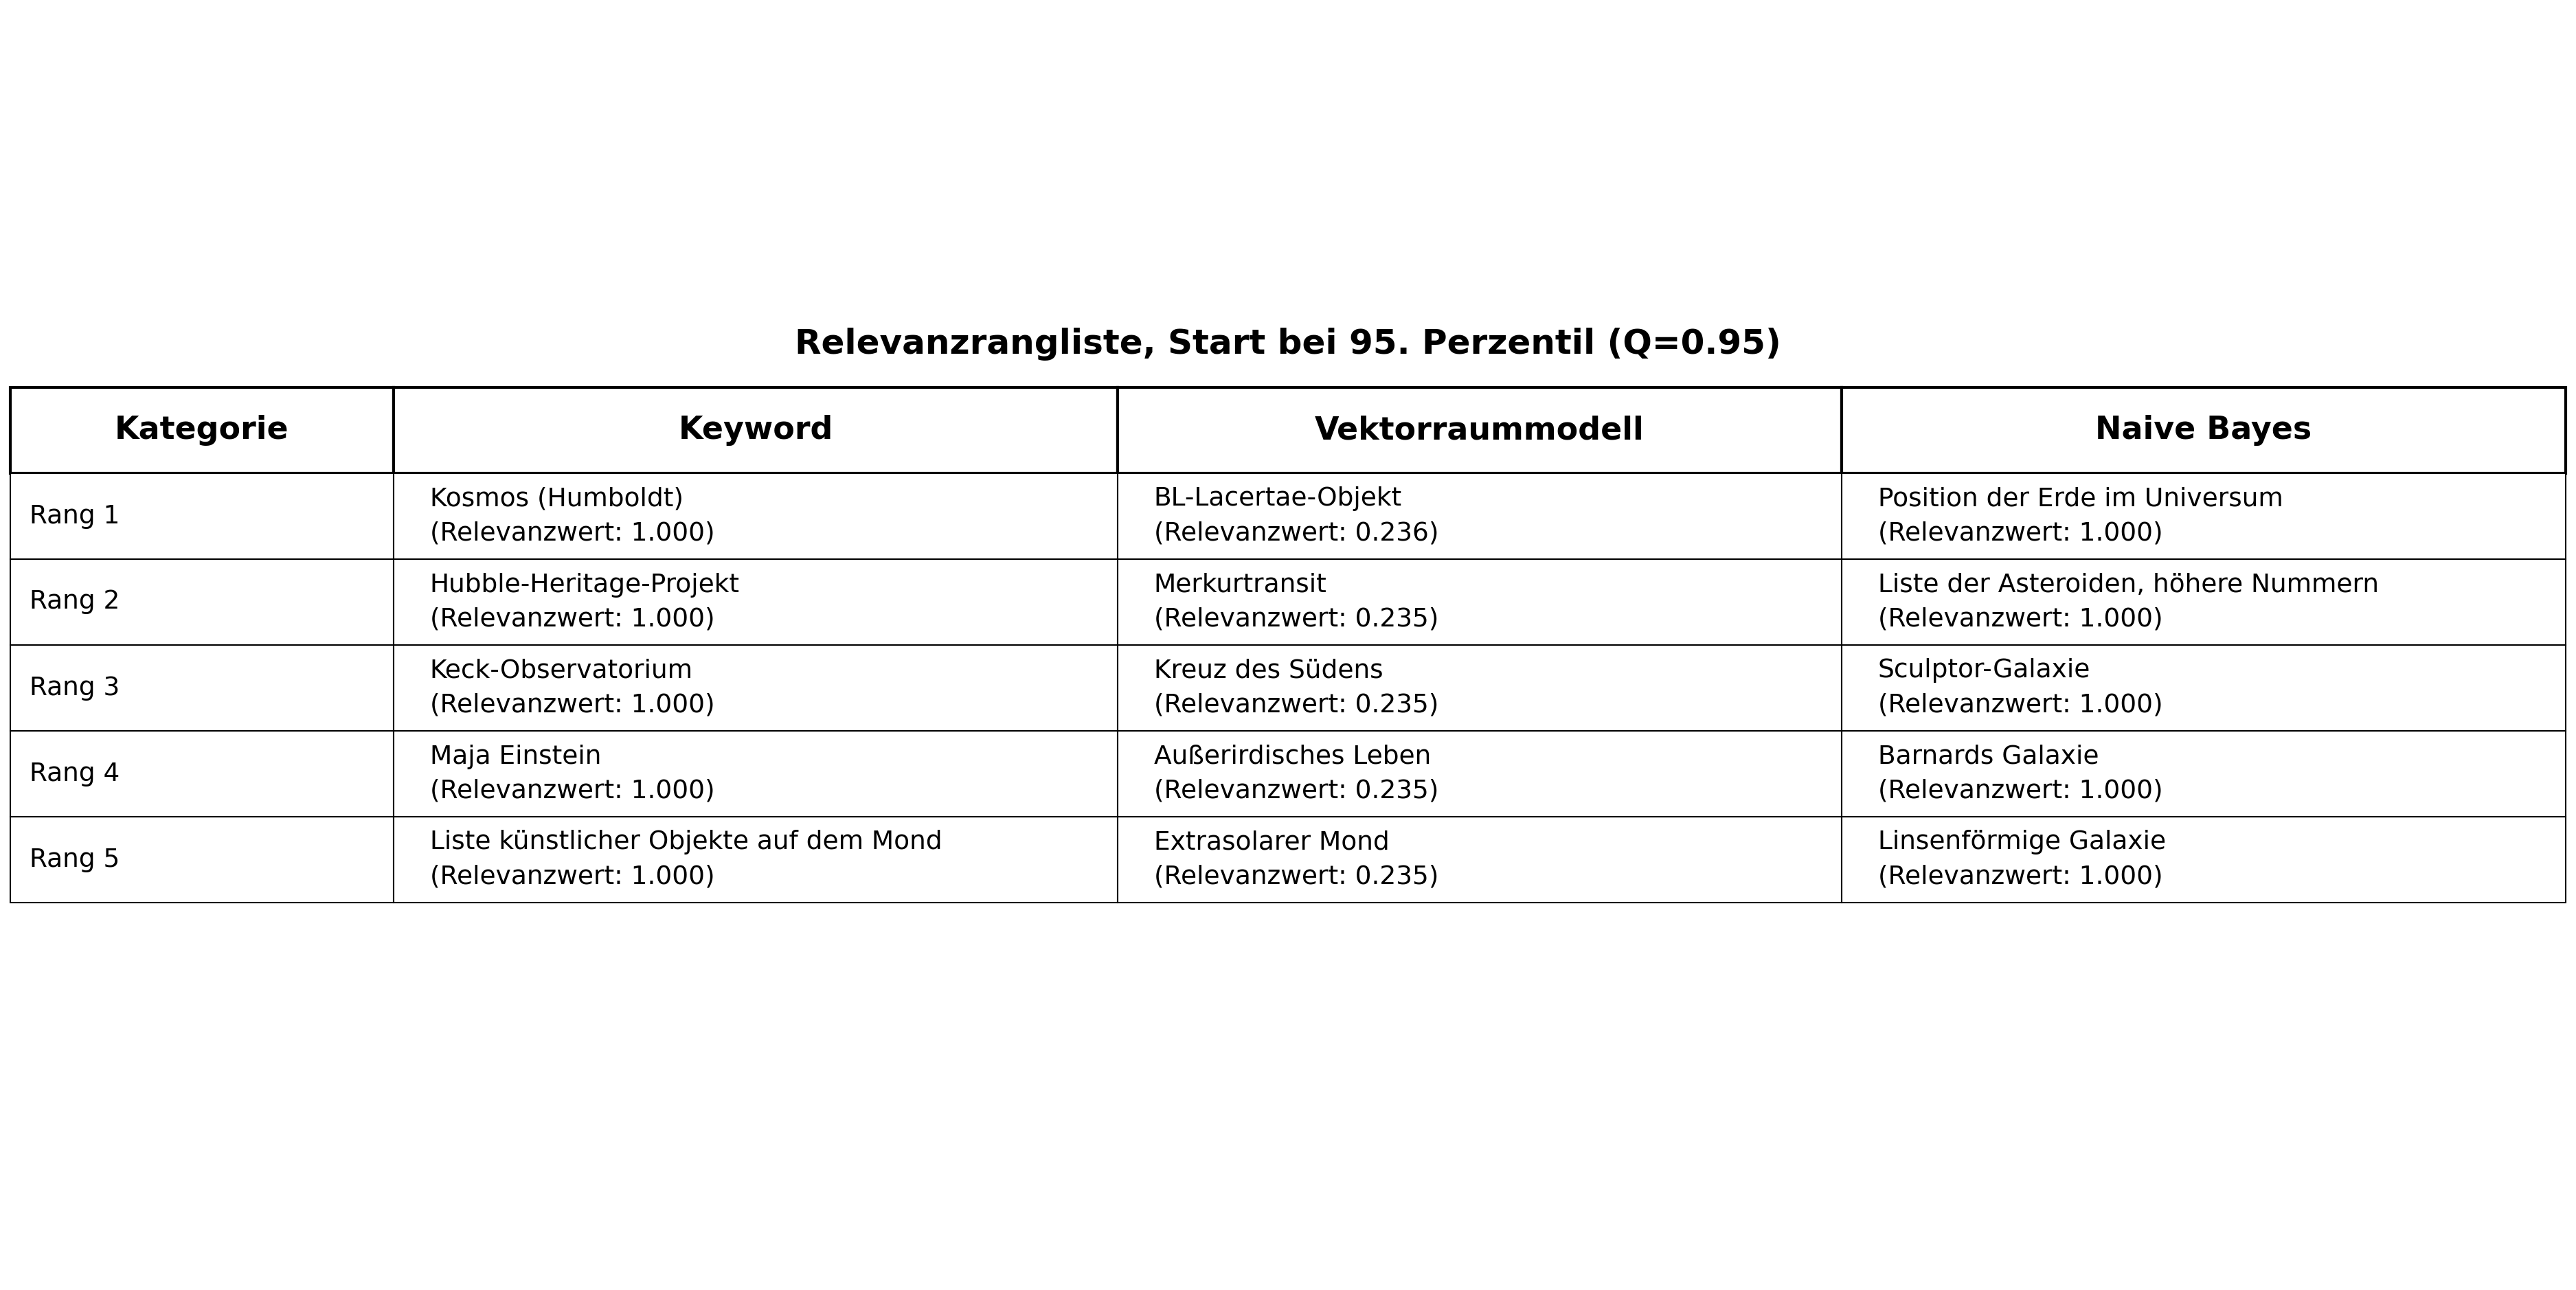 Relevanzrangliste, Start bei 95. Perzentil (Q=0.95)
Kategorie Keyword Vektorraummodell Naive Bayes
Rang 1
Kosmos (Humboldt)
(Relevanzwert: 1.000)
BL-Lacertae-Objekt
(Relevanzwert: 0.236)
Position der Erde im Universum
(Relevanzwert: 1.000)
Rang 2
Hubble-Heritage-Projekt
(Relevanzwert: 1.000)
Merkurtransit
(Relevanzwert: 0.235)
Liste der Asteroiden, höhere Nummern
(Relevanzwert: 1.000)
Rang 3
Keck-Observatorium
(Relevanzwert: 1.000)
Kreuz des Südens
(Relevanzwert: 0.235)
Sculptor-Galaxie
(Relevanzwert: 1.000)
Rang 4
Maja Einstein
(Relevanzwert: 1.000)
Außerirdisches Leben
(Relevanzwert: 0.235)
Barnards Galaxie
(Relevanzwert: 1.000)
Rang 5
Liste künstlicher Objekte auf dem Mond
(Relevanzwert: 1.000)
Extrasolarer Mond
(Relevanzwert: 0.235)
Linsenförmige Galaxie
(Relevanzwert: 1.000)